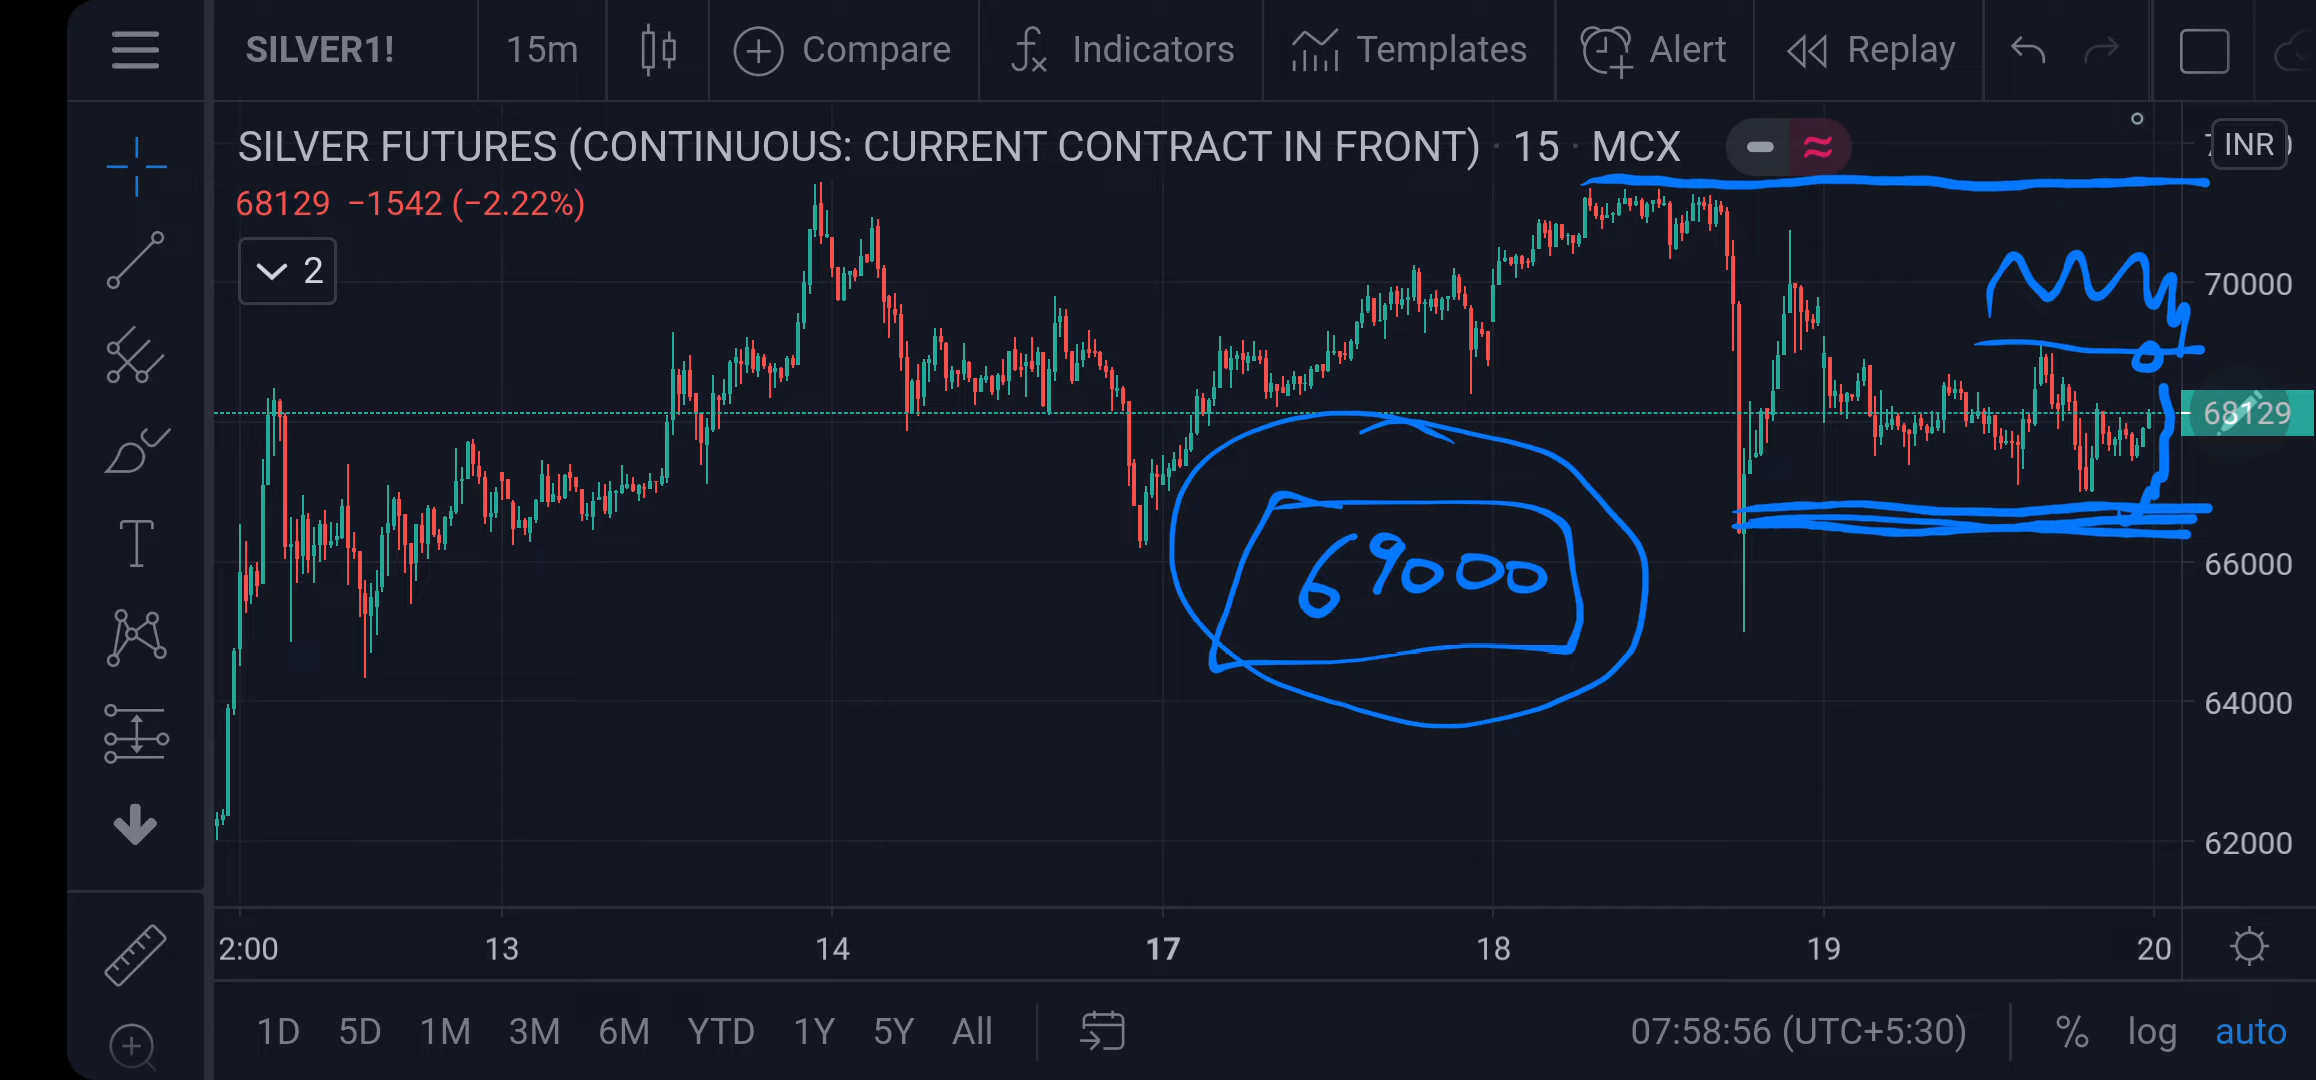 SILVER1! 15m Compare Indicators Templates Alert Replay
SILVER FUTURES (CONTINUOUS: CURRENT CONTRACT IN FRONT) · 15 · MCX
INR
68129 −1542 (−2.22%)
2
70000
68129
66000
64000
62000
69000
2:00 13 14 17 18 19 20
1D 5D 1M 3M 6M YTD 1Y 5Y All
07:58:56 (UTC+5:30) % log auto